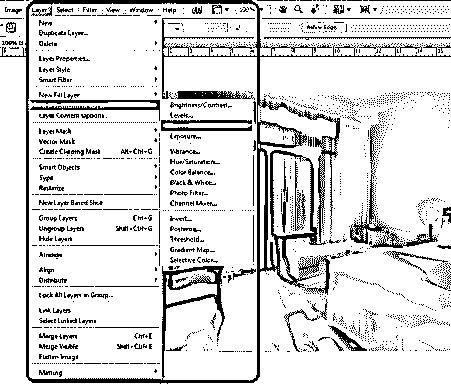 Image Layer Select Filter View Window Help 100%
Refine Edge...
New
Duplicate Layer...
Delete
Layer Properties...
Layer Style
Smart Filter
New Fill Layer
Layer Content Options...
Layer Mask
Vector Mask
Create Clipping Mask Alt+Ctrl+G
Smart Objects
Type
Rasterize
New Layer Based Slice
Group Layers Ctrl+G
Ungroup Layers Shift+Ctrl+G
Hide Layers
Arrange
Align
Distribute
Lock All Layers in Group...
Link Layers
Select Linked Layers
Merge Layers Ctrl+E
Merge Visible Shift+Ctrl+E
Flatten Image
Matting
Brightness/Contrast...
Levels...
Exposure...
Vibrance...
Hue/Saturation...
Color Balance...
Black & White...
Photo Filter...
Channel Mixer...
Invert...
Posterize...
Threshold...
Gradient Map...
Selective Color...